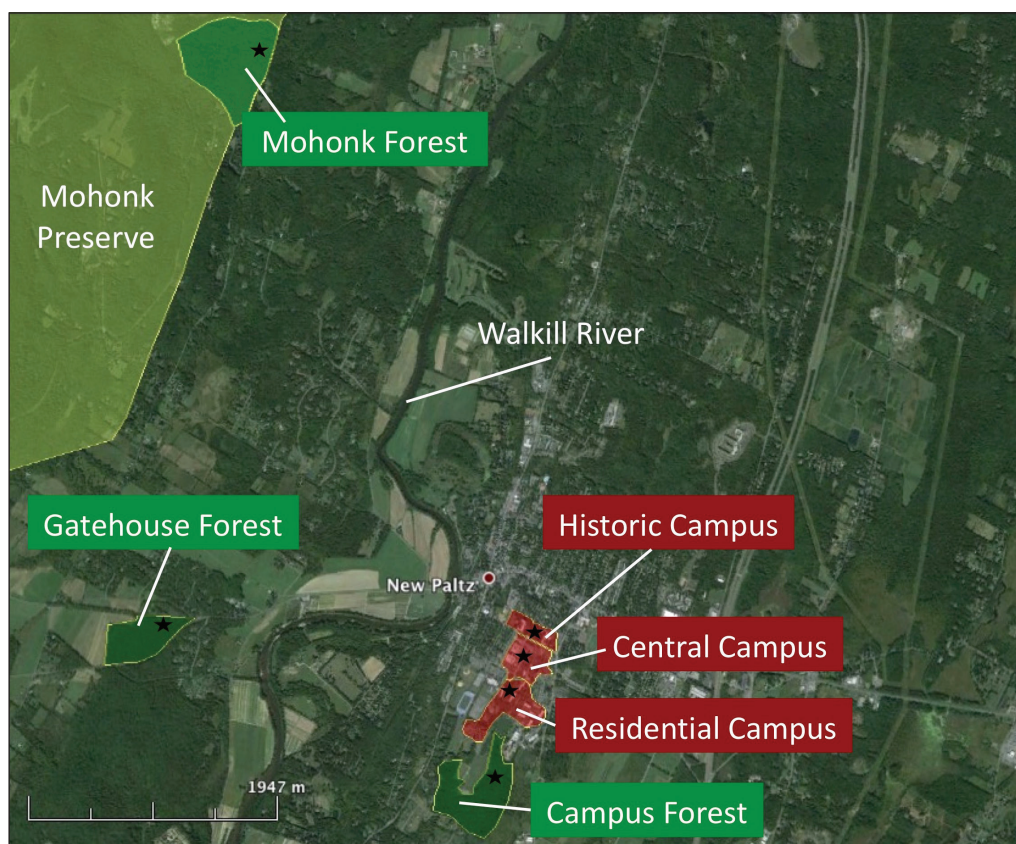 Mohonk Forest
Mohonk
Preserve
Walkill River
Gatehouse Forest
Historic Campus
New Paltz
Central Campus
Residential Campus
1947 m
Campus Forest